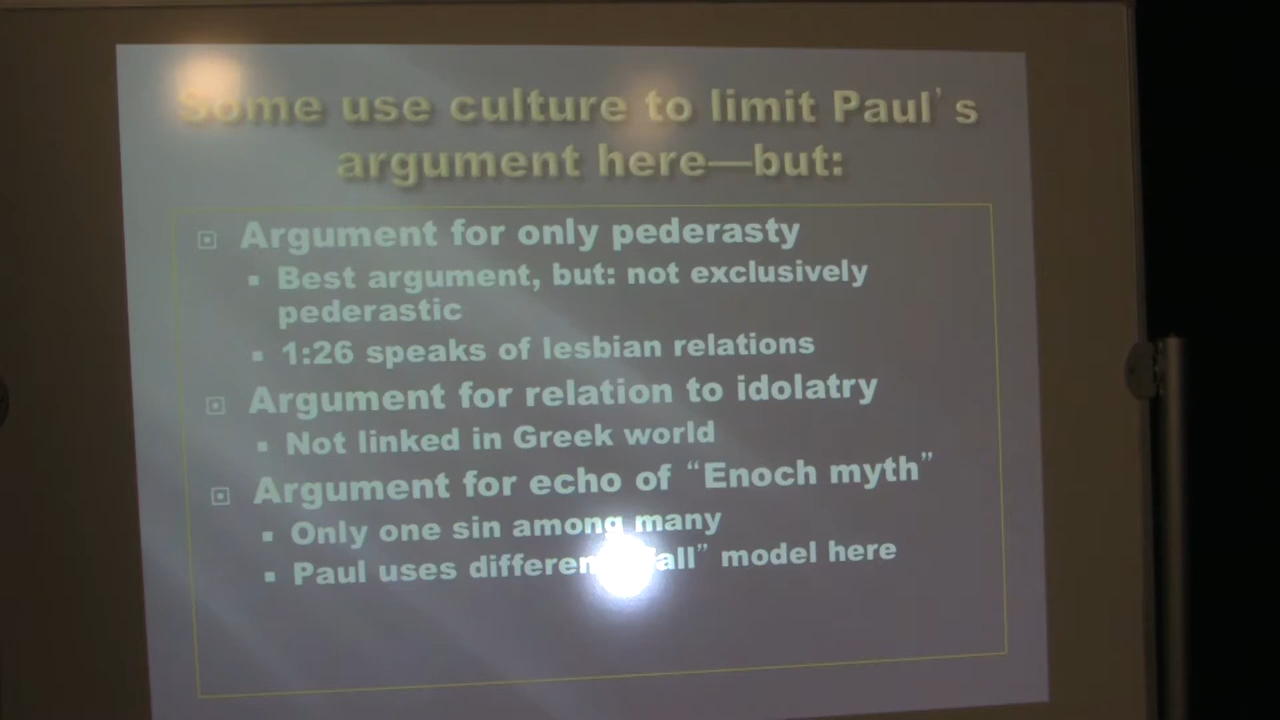 Some use culture to limit Paul's
argument here—but:
Argument for only pederasty
Best argument, but: not exclusively
pederastic
1:26 speaks of lesbian relations
Argument for relation to idolatry
Not linked in Greek world
Argument for echo of “Enoch myth”
Only one sin among many
Paul uses different “fall” model here